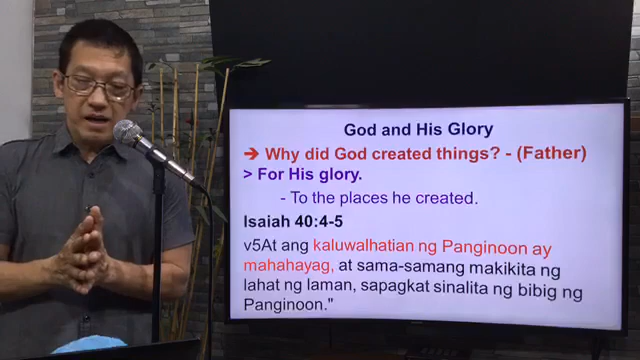 God and His Glory
➔ Why did God created things? - (Father)
> For His glory.
- To the places he created.
Isaiah 40:4-5
v5At ang kaluwalhatian ng Panginoon ay
mahahayag, at sama-samang makikita ng
lahat ng laman, sapagkat sinalita ng bibig ng
Panginoon."